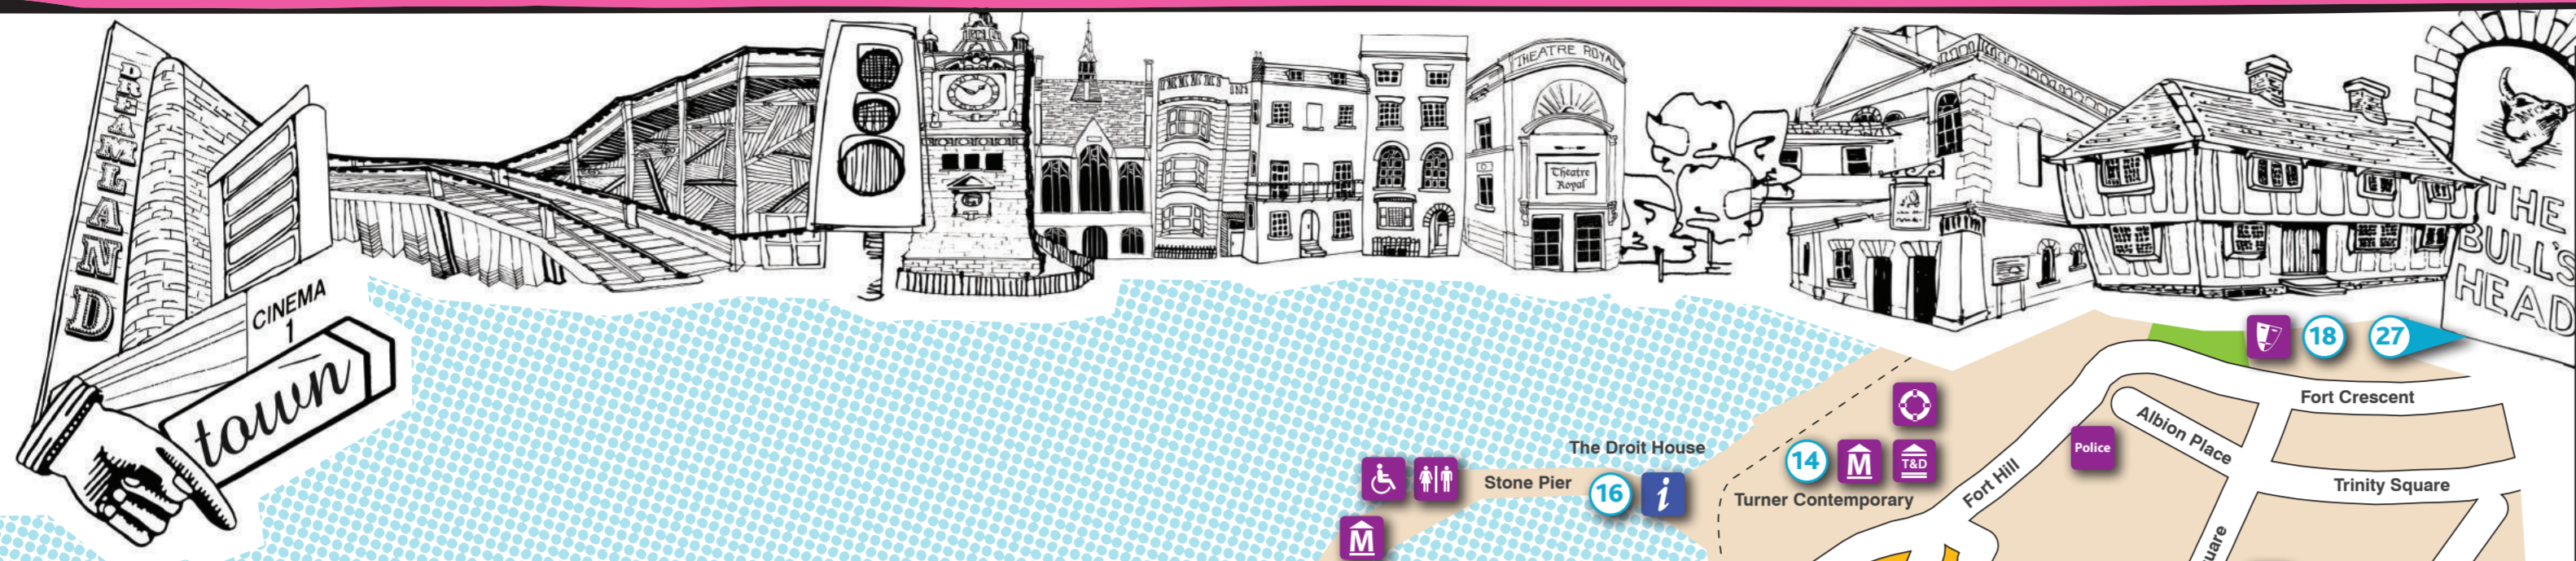 DREAMLAND
CINEMA
1
town
THEATRE ROYAL
Theatre
Royal
THE
BULL'S
HEAD
18
27
Fort Crescent
Albion Place
Police
The Droit House
14
M
T&D
Stone Pier
16
i
Turner Contemporary
Fort Hill
Trinity Square
M